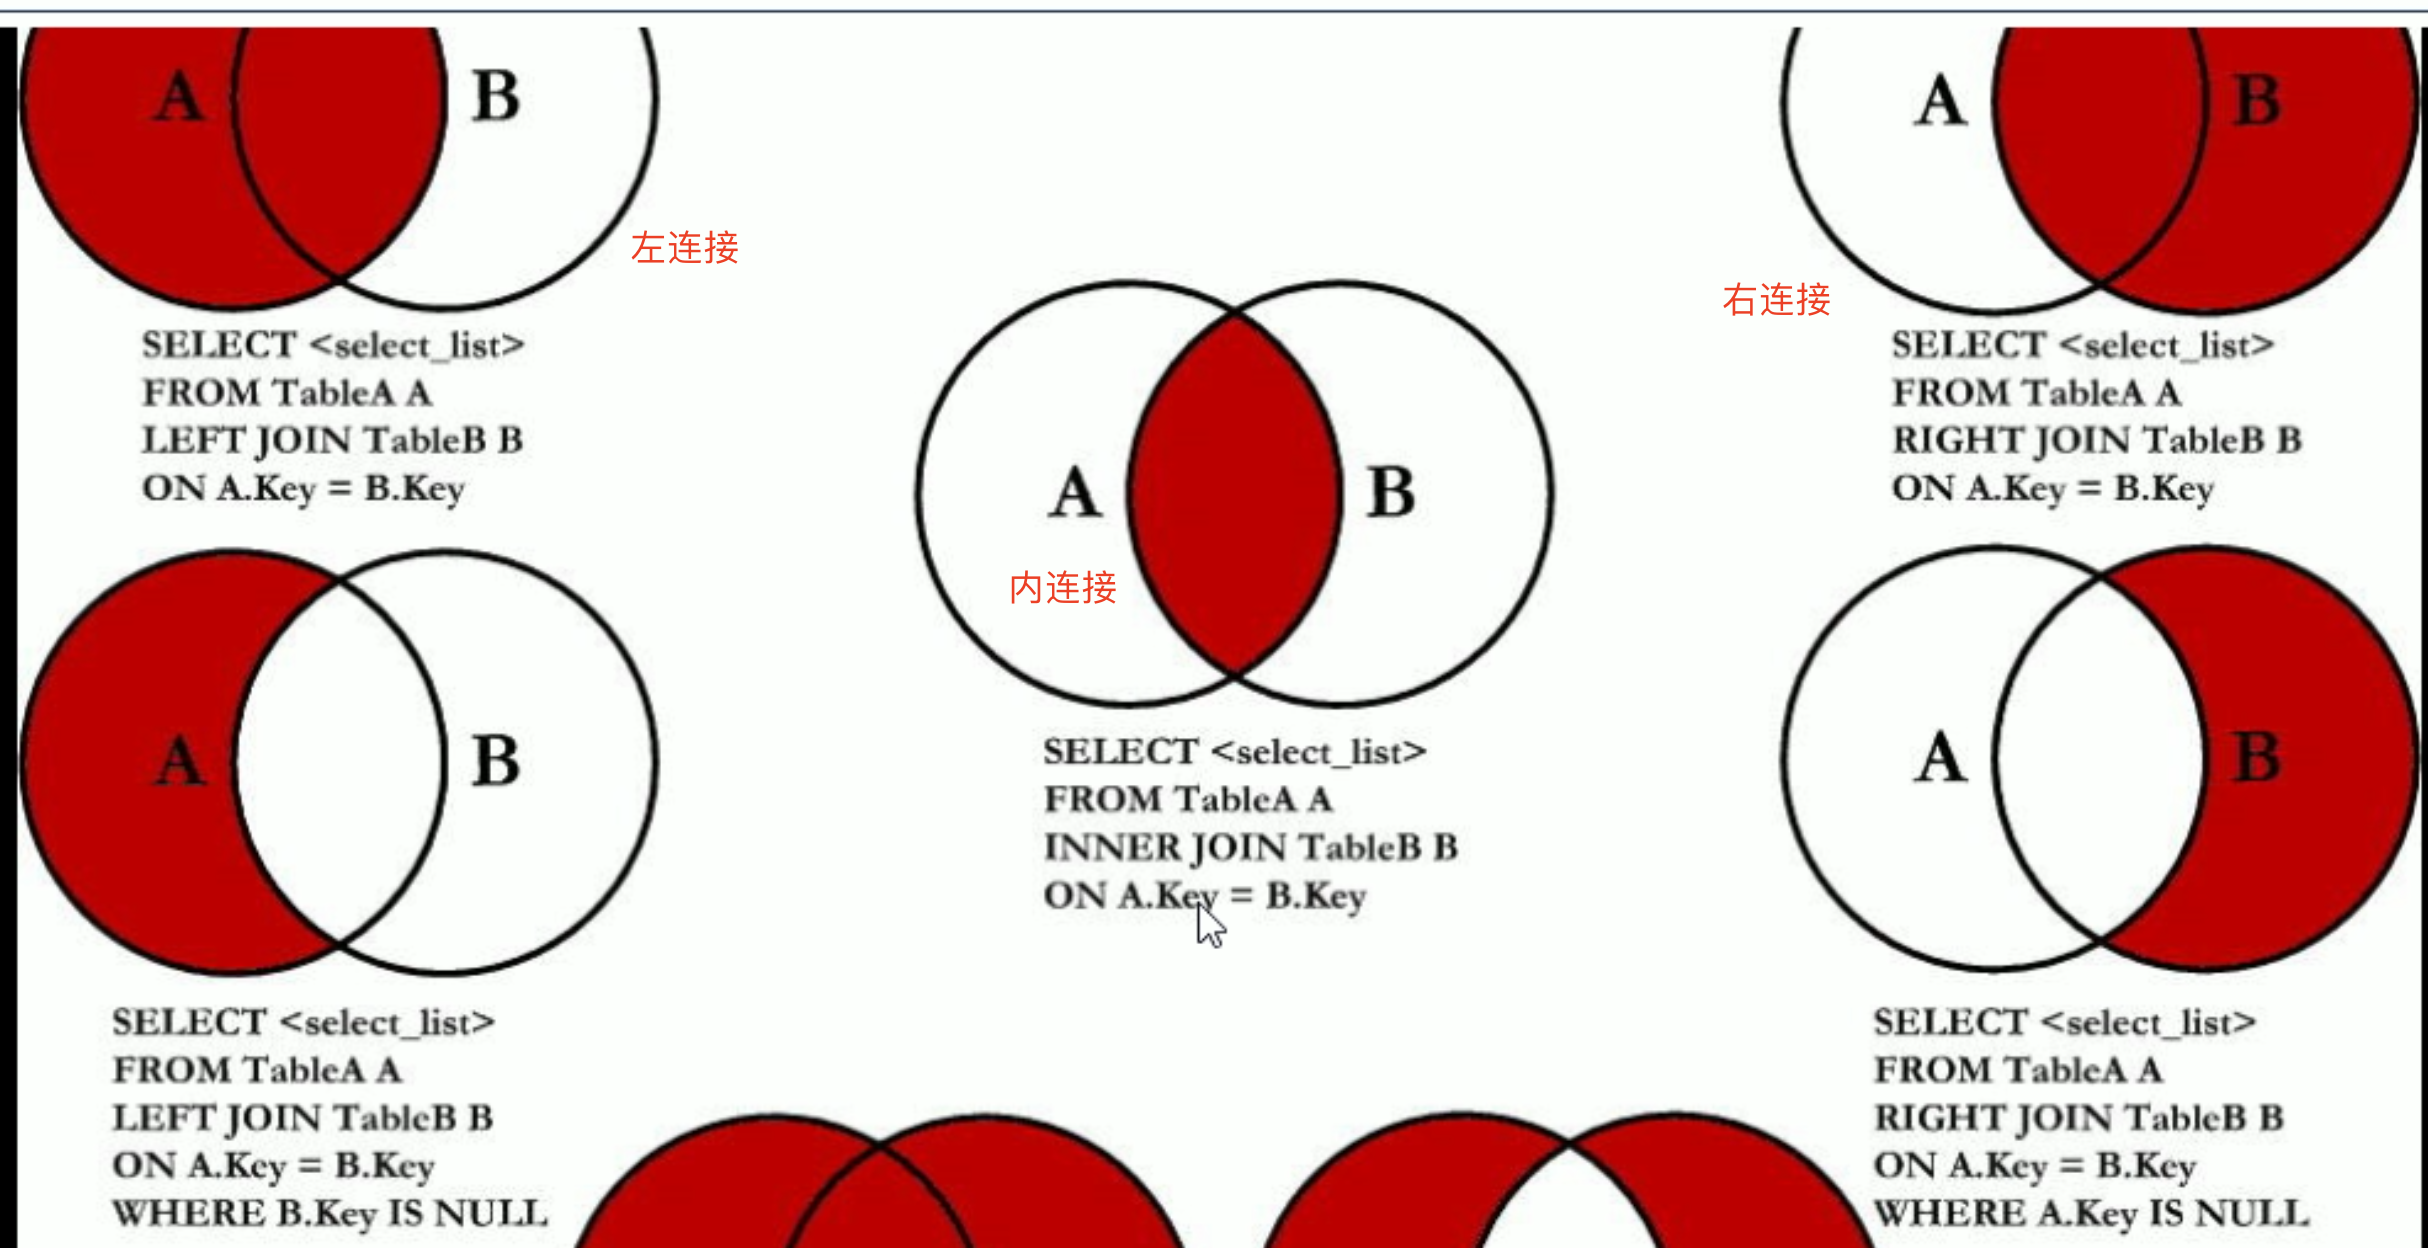 A B
左连接
SELECT <select_list>
FROM TableA A
LEFT JOIN TableB B
ON A.Key = B.Key
A B
右连接
SELECT <select_list>
FROM TableA A
RIGHT JOIN TableB B
ON A.Key = B.Key
A B
内连接
SELECT <select_list>
FROM TableA A
INNER JOIN TableB B
ON A.Key = B.Key
A B
SELECT <select_list>
FROM TableA A
LEFT JOIN TableB B
ON A.Key = B.Key
WHERE B.Key IS NULL
A B
SELECT <select_list>
FROM TableA A
RIGHT JOIN TableB B
ON A.Key = B.Key
WHERE A.Key IS NULL